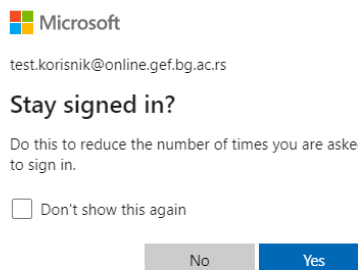 Microsoft
test.korisnik@online.gef.bg.ac.rs
Stay signed in?
Do this to reduce the number of times you are asked
to sign in.
Don't show this again
No
Yes